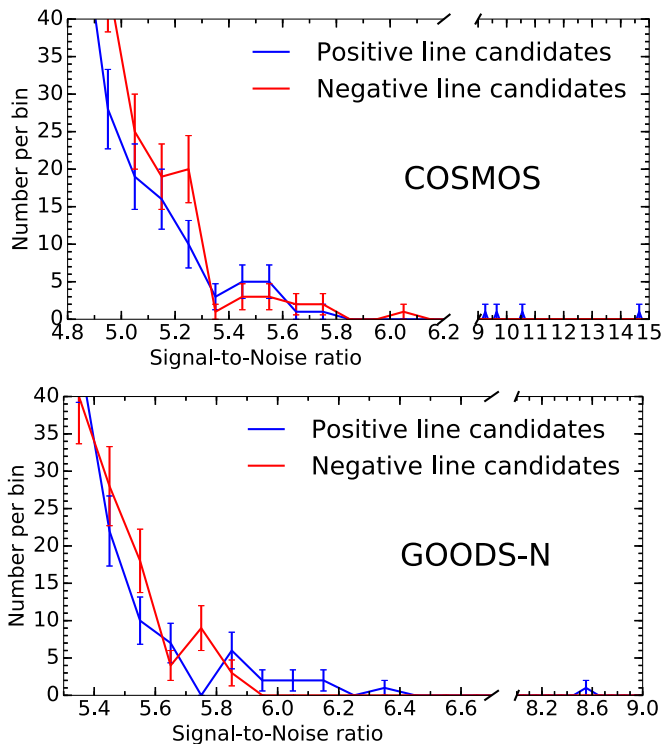 40
35
30
25
20
15
10
5
0
Number per bin
Positive line candidates
Negative line candidates
COSMOS
4.8 5.0 5.2 5.4 5.6 5.8 6.0 6.2 9 10 11 12 13 14 15
Signal-to-Noise ratio
40
35
30
25
20
15
10
5
0
Number per bin
Positive line candidates
Negative line candidates
GOODS-N
5.4 5.6 5.8 6.0 6.2 6.4 6.6 8.2 8.6 9.0
Signal-to-Noise ratio